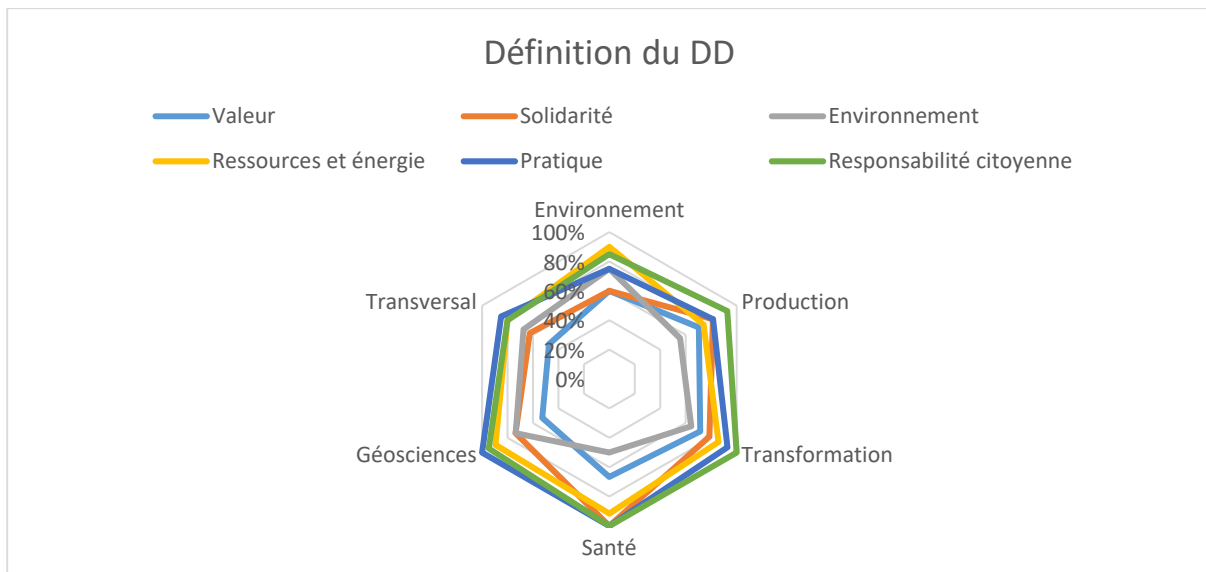 Définition du DD
Valeur
Solidarité
Environnement
Ressources et énergie
Pratique
Responsabilité citoyenne
Environnement
100%
80%
60%
40%
20%
0%
Production
Transformation
Santé
Géosciences
Transversal